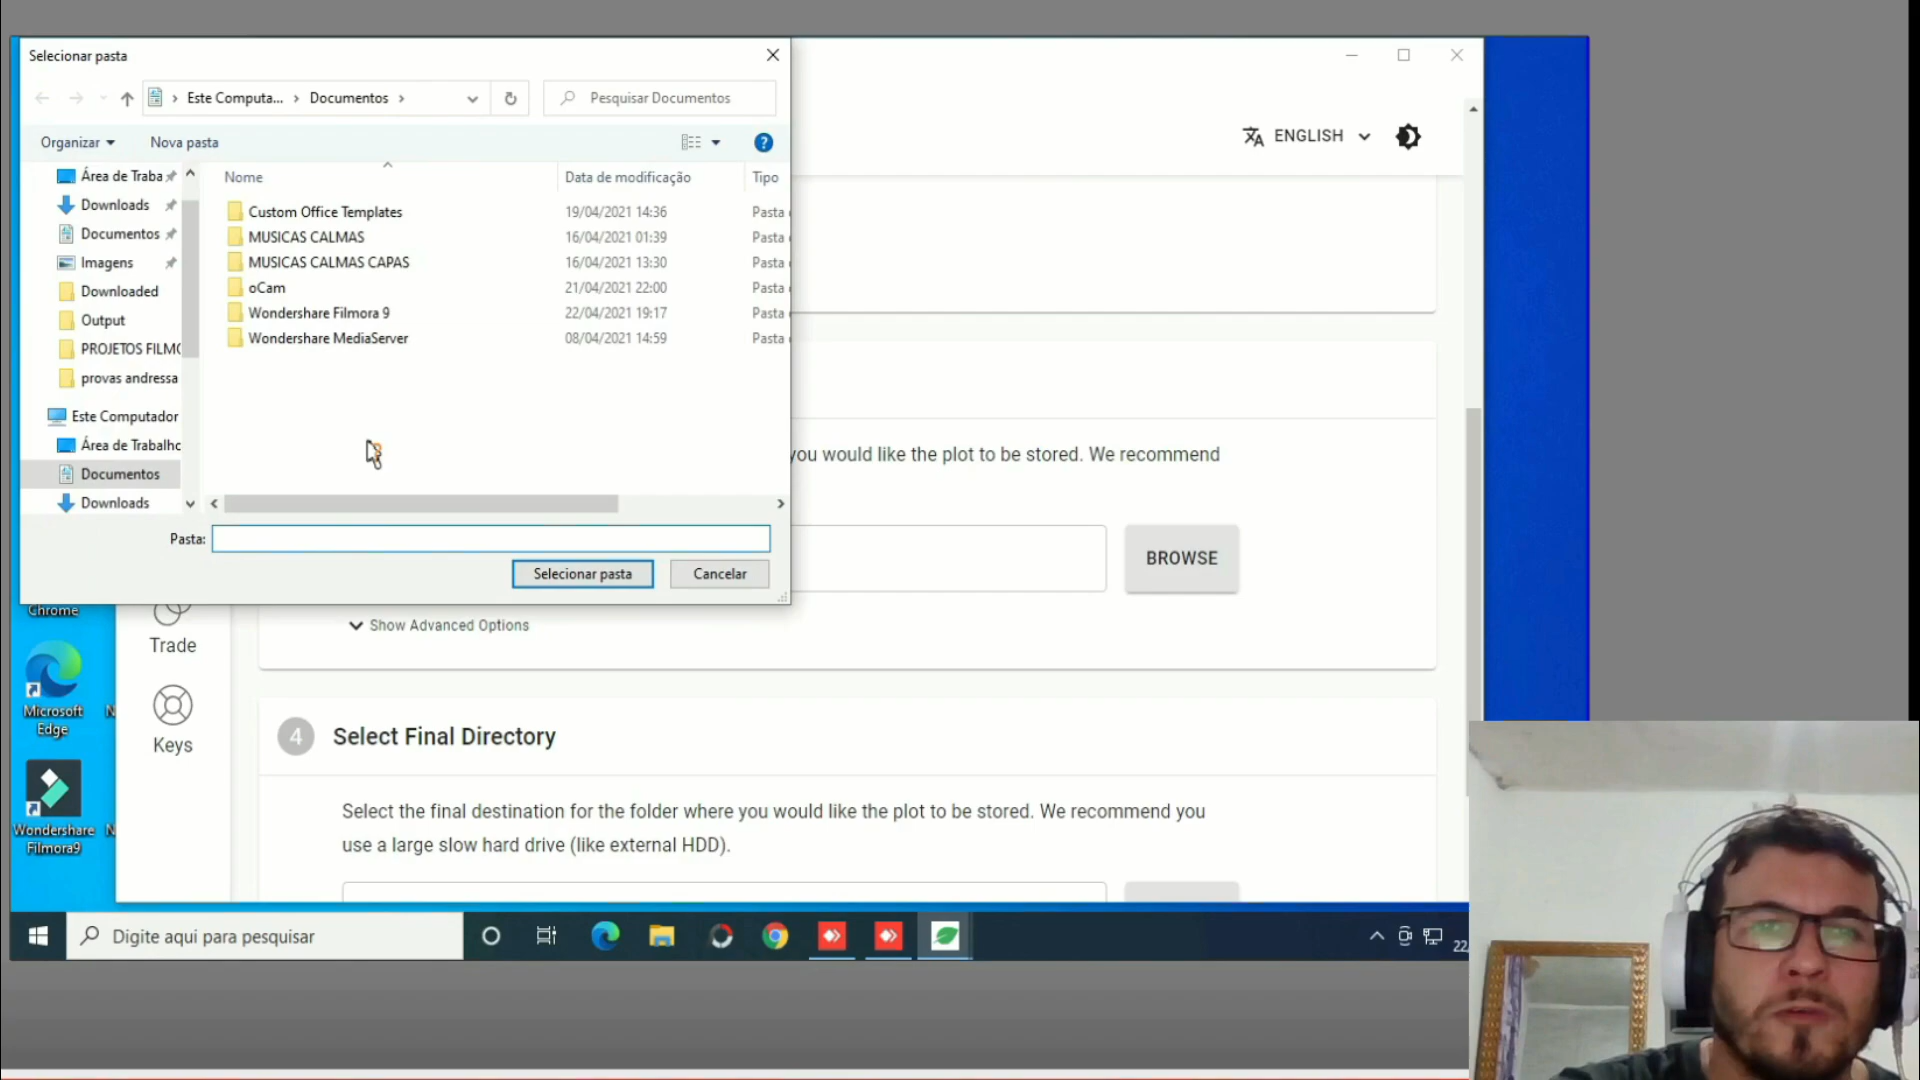 Selecionar pasta
Este Computa...
Documentos
Pesquisar Documentos
Organizar
Nova pasta
Nome
Data de modificação
Tipo
Área de Traba
Downloads
Documentos
Imagens
Downloaded
Output
PROJETOS FILMO
provas andressa
Este Computador
Área de Trabalho
Documentos
Downloads
Custom Office Templates 19/04/2021 14:36 Pasta
MUSICAS CALMAS 16/04/2021 01:39 Pasta
MUSICAS CALMAS CAPAS 16/04/2021 13:30 Pasta
oCam 21/04/2021 22:00 Pasta
Wondershare Filmora 9 22/04/2021 19:17 Pasta
Wondershare MediaServer 08/04/2021 14:59 Pasta
Pasta:
Selecionar pasta
Cancelar
ENGLISH
you would like the plot to be stored. We recommend
BROWSE
Show Advanced Options
4 Select Final Directory
Select the final destination for the folder where you would like the plot to be stored. We recommend you
use a large slow hard drive (like external HDD).
Trade
Keys
Chrome
Microsoft
Edge
Wondershare
Filmora9
Digite aqui para pesquisar